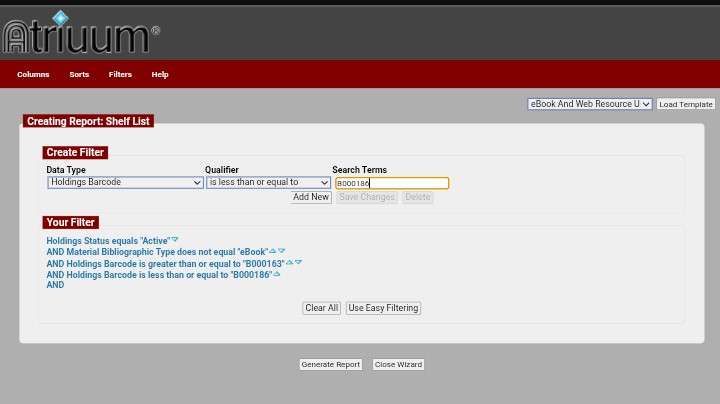 Atriuum®
Columns Sorts Filters Help
eBook And Web Resource U Load Template
Creating Report: Shelf List
Create Filter
Data Type Qualifier Search Terms
Holdings Barcode is less than or equal to B000186
Add New Save Changes Delete
Your Filter
Holdings Status equals "Active"
AND Material Bibliographic Type does not equal "eBook"
AND Holdings Barcode is greater than or equal to "B000163"
AND Holdings Barcode is less than or equal to "B000186"
AND
Clear All Use Easy Filtering
Generate Report Close Wizard